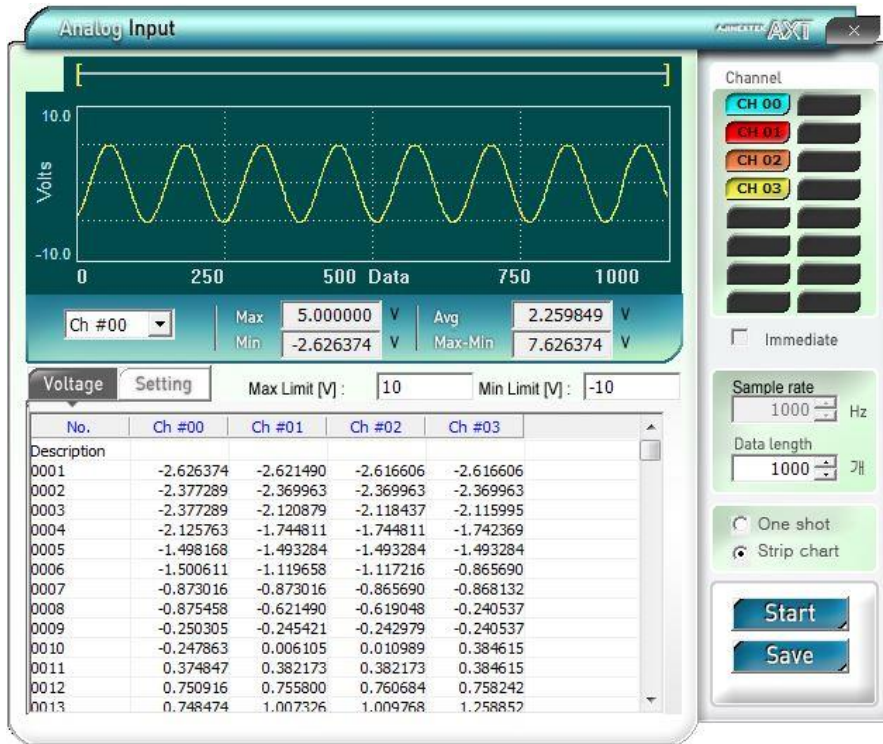 Analog Input
AXT
10.0
Volts
-10.0
0 250 500 Data 750 1000
Ch #00
Max 5.000000 V
Min -2.626374 V
Avg 2.259849 V
Max-Min 7.626374 V
Voltage Setting Max Limit [V] : 10 Min Limit [V] : -10
No. Ch #00 Ch #01 Ch #02 Ch #03
Description
0001 -2.626374 -2.621490 -2.616606 -2.616606
0002 -2.377289 -2.369963 -2.369963 -2.369963
0003 -2.377289 -2.120879 -2.118437 -2.115995
0004 -2.125763 -1.744811 -1.744811 -1.742369
0005 -1.498168 -1.493284 -1.493284 -1.493284
0006 -1.500611 -1.119658 -1.117216 -0.865690
0007 -0.873016 -0.873016 -0.865690 -0.868132
0008 -0.875458 -0.621490 -0.619048 -0.240537
0009 -0.250305 -0.245421 -0.242979 -0.240537
0010 -0.247863 0.006105 0.010989 0.384615
0011 0.374847 0.382173 0.382173 0.384615
0012 0.750916 0.755800 0.760684 0.758242
0013 0.748474 1.007326 1.009768 1.258852
Channel
CH 00
CH 01
CH 02
CH 03
Immediate
Sample rate
1000 Hz
Data length
1000 개
One shot
Strip chart
Start
Save